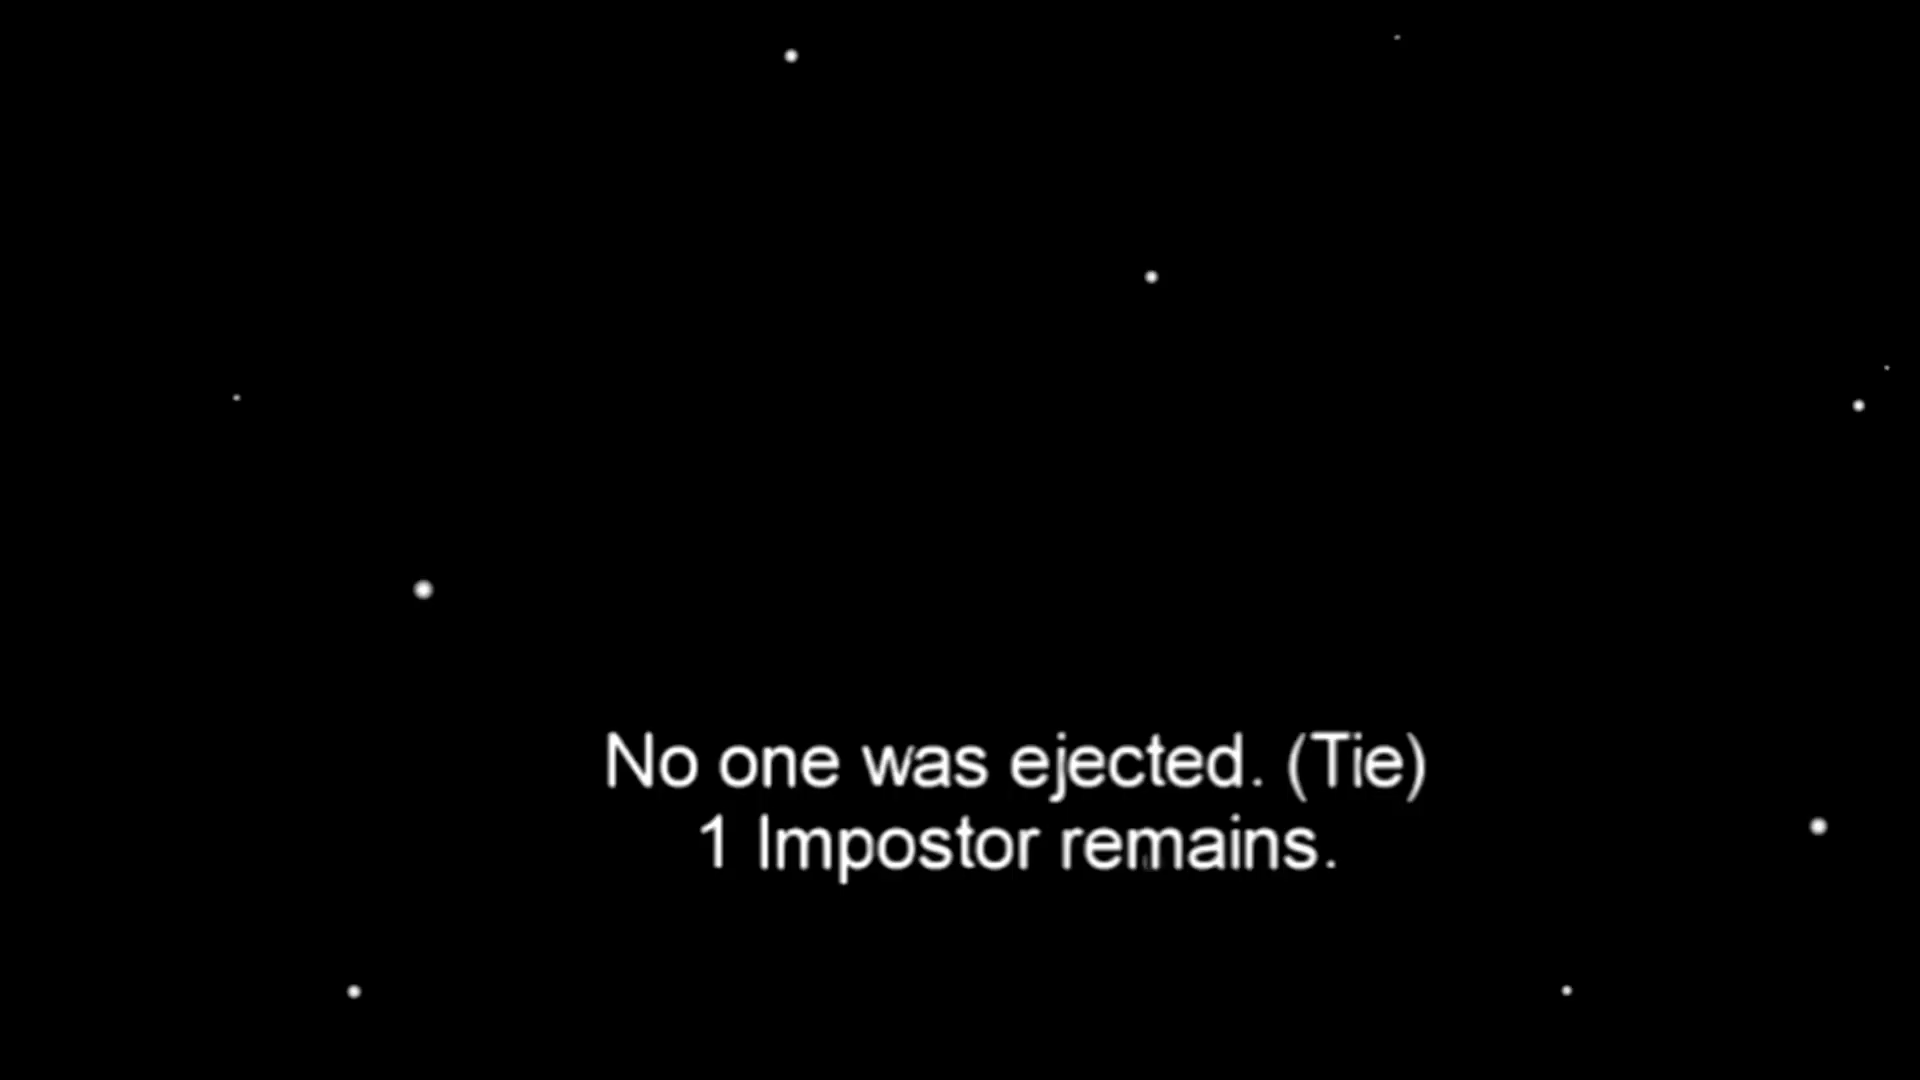 No one was ejected. (Tie)
1 Impostor remains.